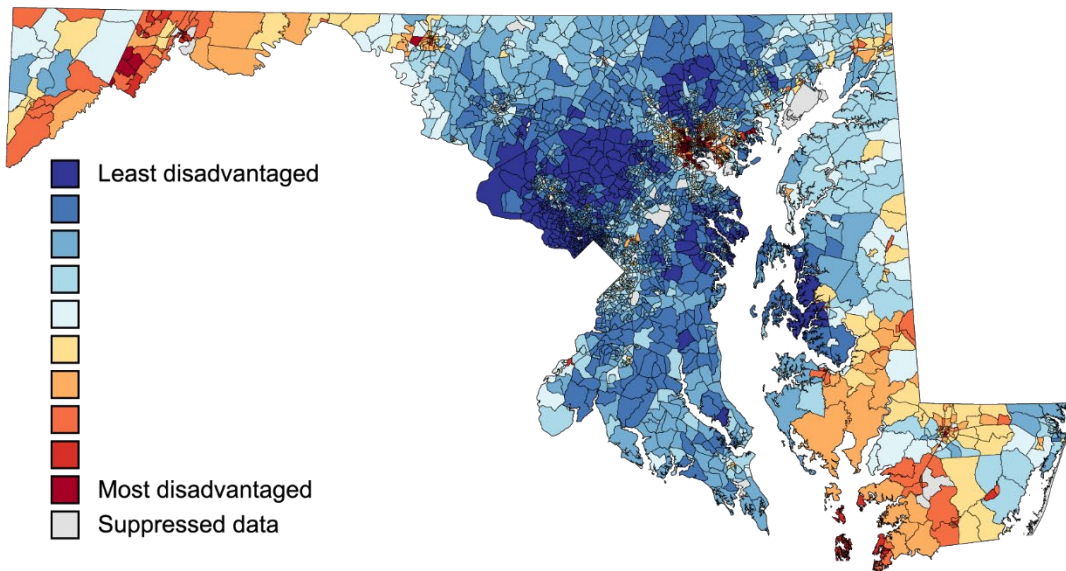 Least disadvantaged
Most disadvantaged
Suppressed data